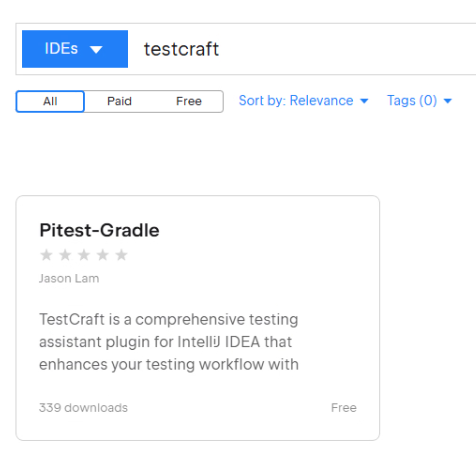 IDEs testcraft
All Paid Free Sort by: Relevance Tags (0)
Pitest-Gradle
Jason Lam
TestCraft is a comprehensive testing
assistant plugin for IntelliJ IDEA that
enhances your testing workflow with
339 downloads Free